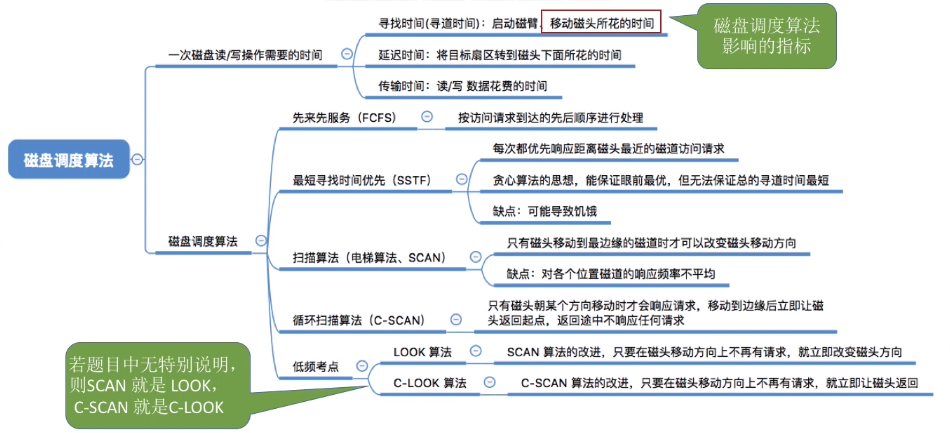 磁盘调度算法
一次磁盘读/写操作需要的时间
寻找时间(寻道时间)：启动磁臂、移动磁头所花的时间
延迟时间：将目标扇区转到磁头下面所花的时间
传输时间：读/写 数据花费的时间
磁盘调度算法
影响的指标
磁盘调度算法
先来先服务（FCFS）
按访问请求到达的先后顺序进行处理
最短寻找时间优先（SSTF）
每次都优先响应距离磁头最近的磁道访问请求
贪心算法的思想，能保证眼前最优，但无法保证总的寻道时间最短
缺点：可能导致饥饿
扫描算法（电梯算法、SCAN）
只有磁头移动到最边缘的磁道时才可以改变磁头移动方向
缺点：对各个位置磁道的响应频率不平均
循环扫描算法（C-SCAN）
只有磁头朝某个方向移动时才会响应请求，移动到边缘后立即让磁
头返回起点，返回途中不响应任何请求
低频考点
LOOK 算法
SCAN 算法的改进，只要在磁头移动方向上不再有请求，就立即改变磁头方向
C-LOOK 算法
C-SCAN 算法的改进，只要在磁头移动方向上不再有请求，就立即让磁头返回
若题目中无特别说明，
则SCAN 就是 LOOK，
C-SCAN 就是C-LOOK